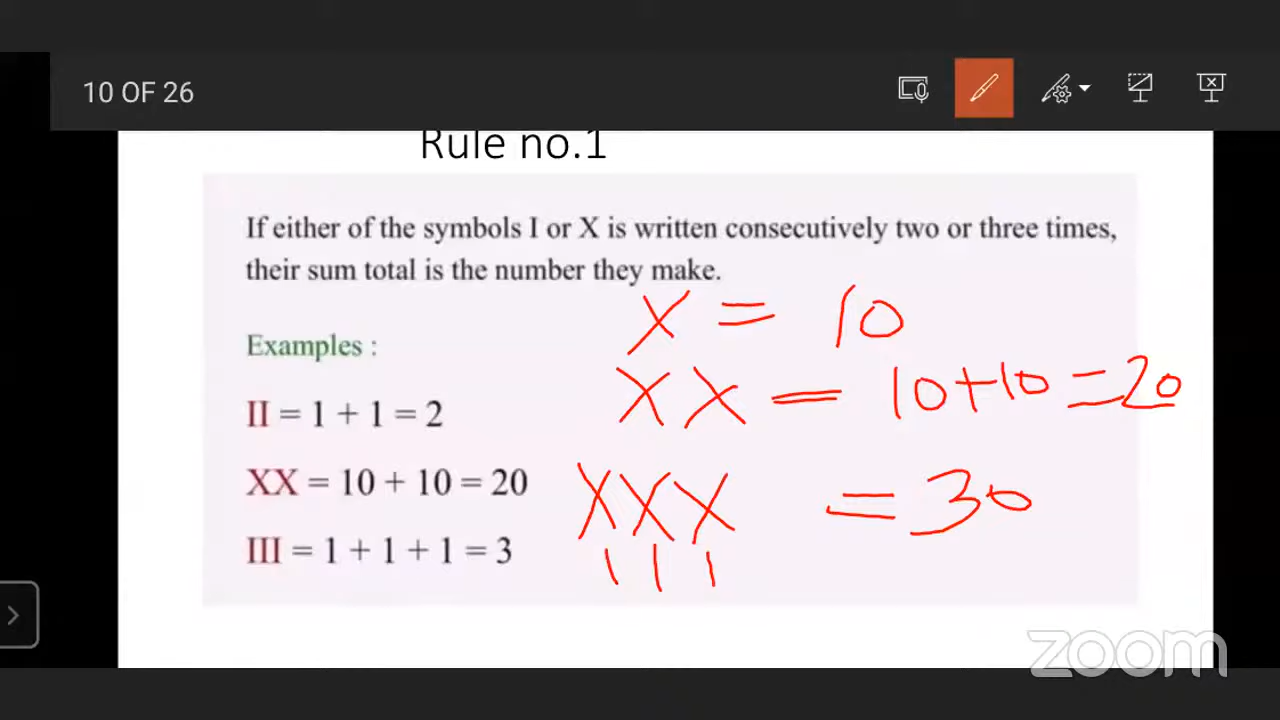 10 OF 26
Rule no.1
If either of the symbols I or X is written consecutively two or three times,
their sum total is the number they make.
X = 10
Examples :
XX = 10+10=20
II = 1 + 1 = 2
XX = 10 + 10 = 20
XXX = 30
III = 1 + 1 + 1 = 3
zoom